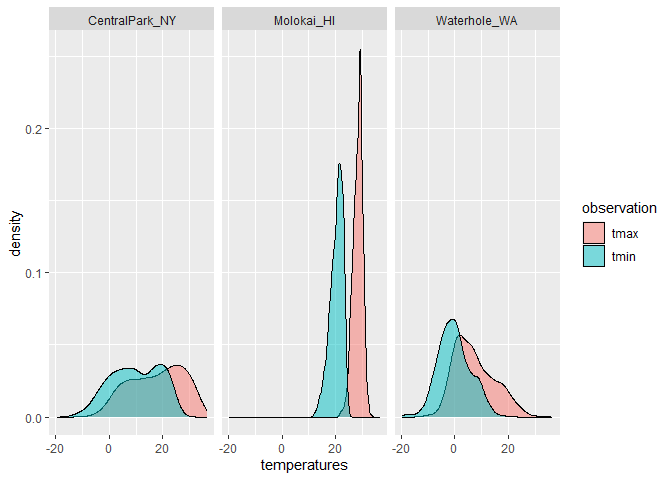 CentralPark_NY Molokai_HI Waterhole_WA
0.2
0.1
0.0
density
-20 0 20 -20 0 20 -20 0 20
temperatures
observation
tmax
tmin